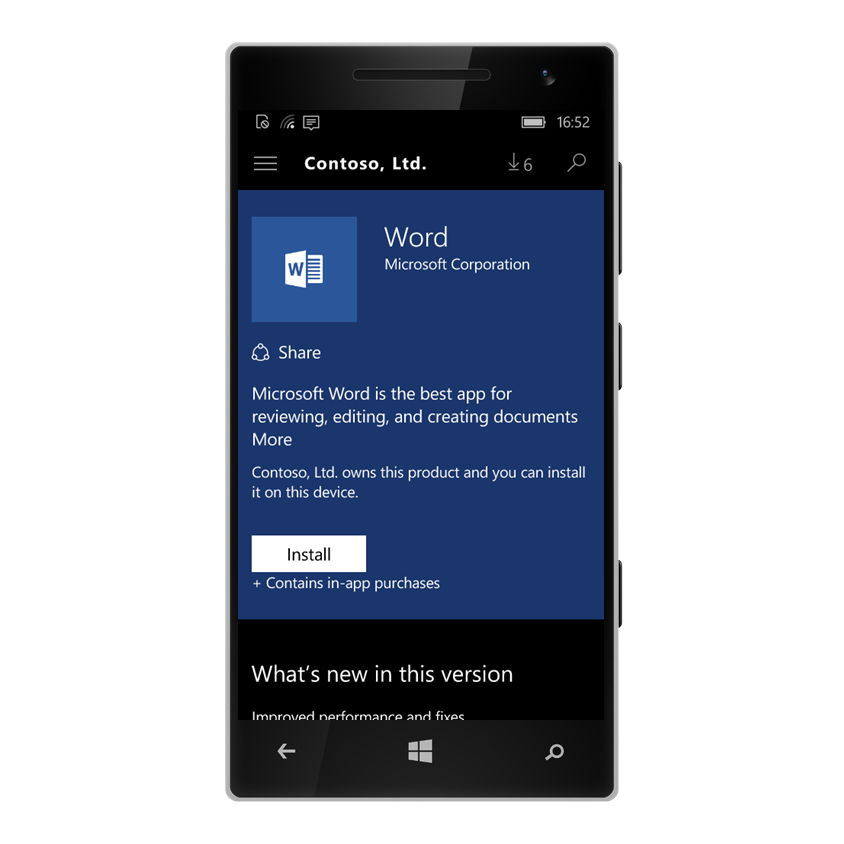 16:52
Contoso, Ltd.
6
W
Word
Microsoft Corporation
Share
Microsoft Word is the best app for
reviewing, editing, and creating documents
More
Contoso, Ltd. owns this product and you can install
it on this device.
Install
+ Contains in-app purchases
What's new in this version
Improved performance and fixes